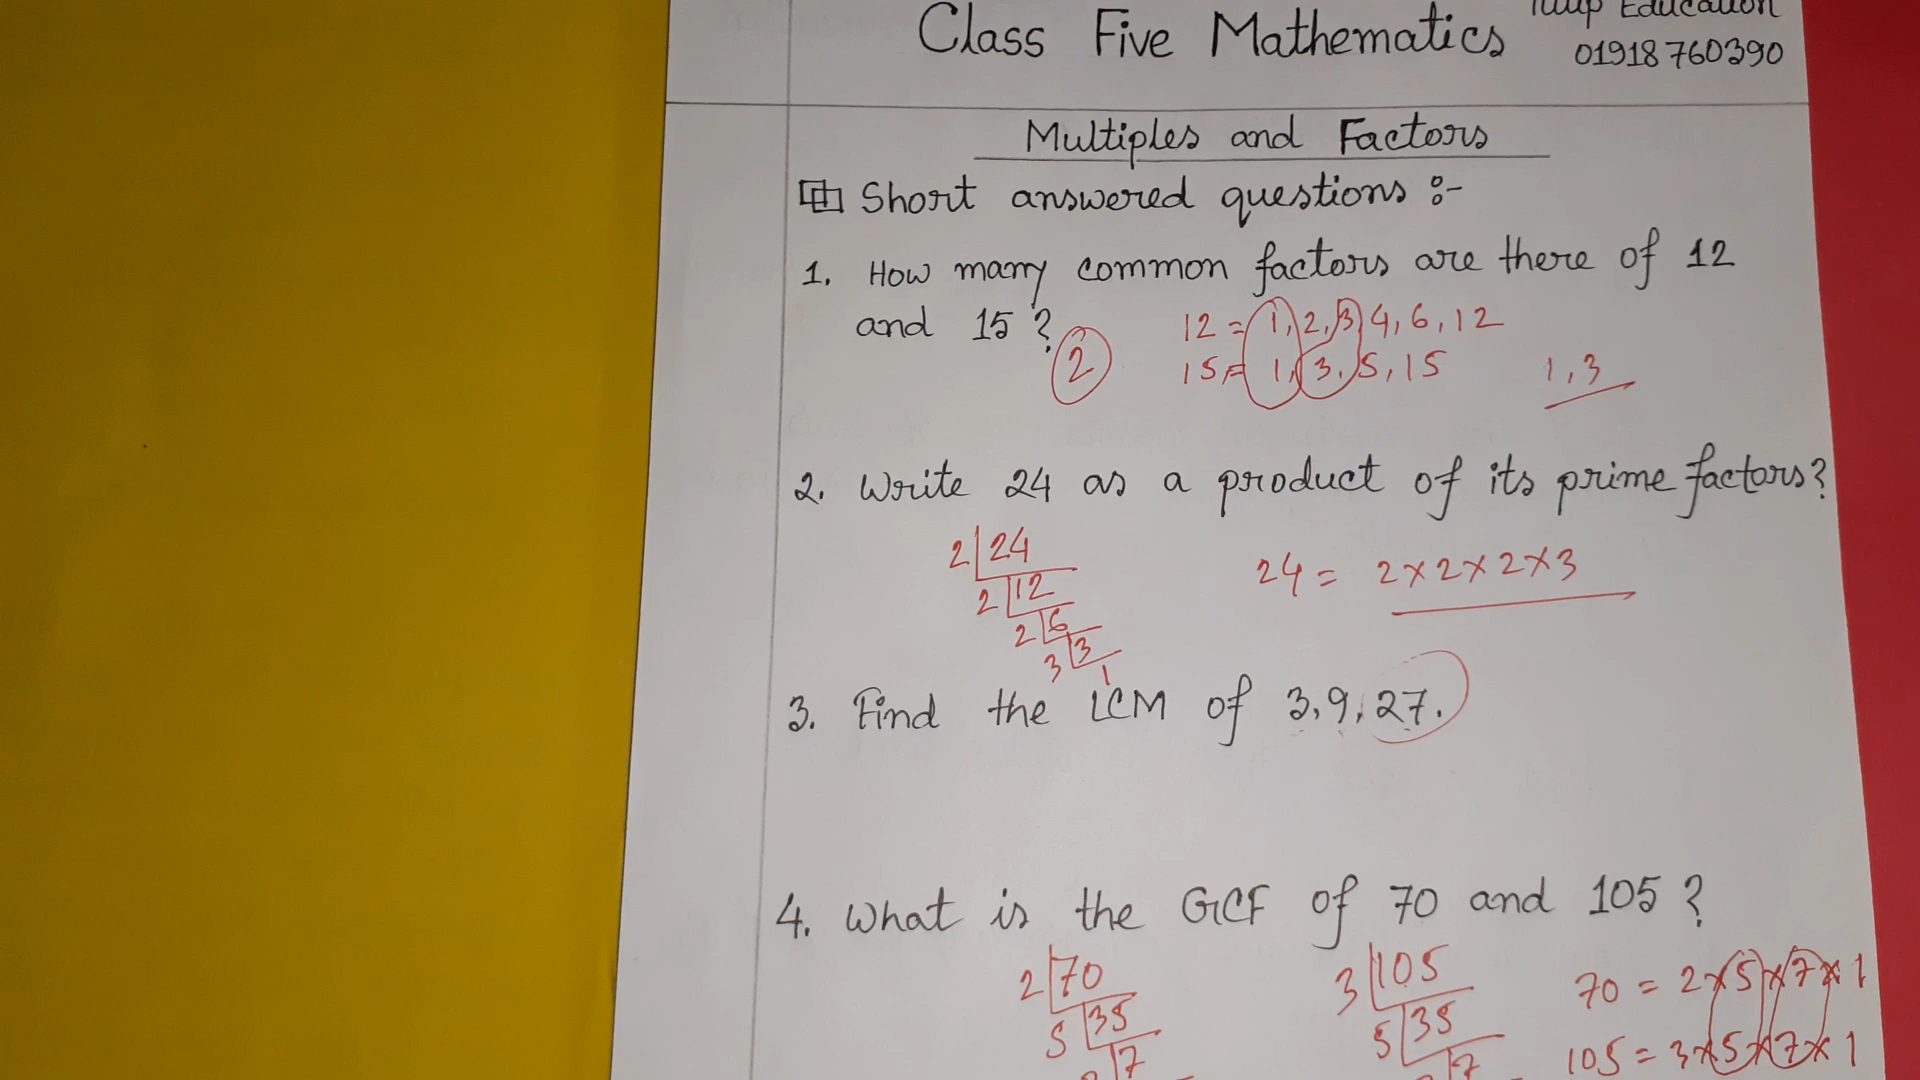 Class Five Mathematics
Education
01918760390
Multiples and Factors
Short answered questions :-
1. How many common factors are there of 12
and 15 ?
2
12 = 1, 2, 3, 4, 6, 12
15 = 1, 3, 5, 15
1, 3
2. Write 24 as a product of its prime factors?
2 24
2 12
2 6
3 3
1
24 = 2 × 2 × 2 × 3
3. Find the LCM of 3, 9, 27.
4. What is the GCF of 70 and 105 ?
2 70
5 35
7
3 105
5 35
7
70 = 2 × 5 × 7 × 1
105 = 3 × 5 × 7 × 1